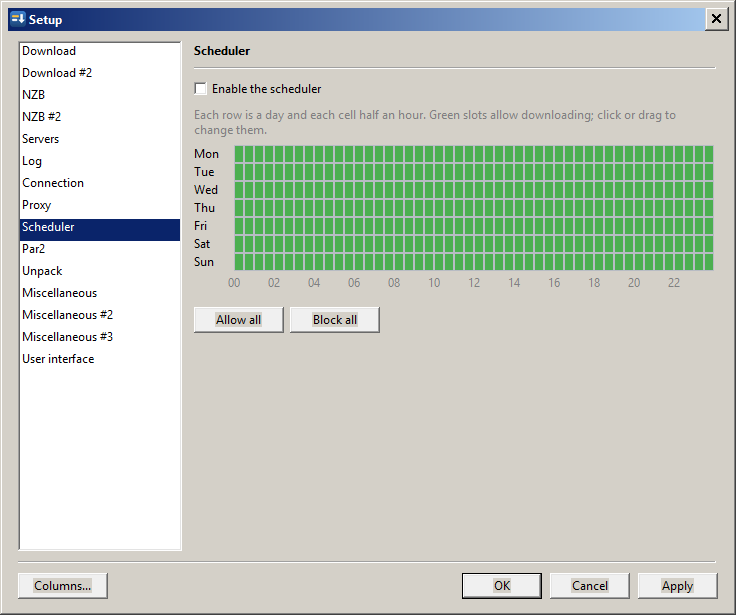 Setup
Download
Download #2
NZB
NZB #2
Servers
Log
Connection
Proxy
Scheduler
Par2
Unpack
Miscellaneous
Miscellaneous #2
Miscellaneous #3
User interface
Scheduler
Enable the scheduler
Each row is a day and each cell half an hour. Green slots allow downloading; click or drag to
change them.
Mon
Tue
Wed
Thu
Fri
Sat
Sun
00 02 04 06 08 10 12 14 16 18 20 22
Allow all Block all
Columns... OK Cancel Apply